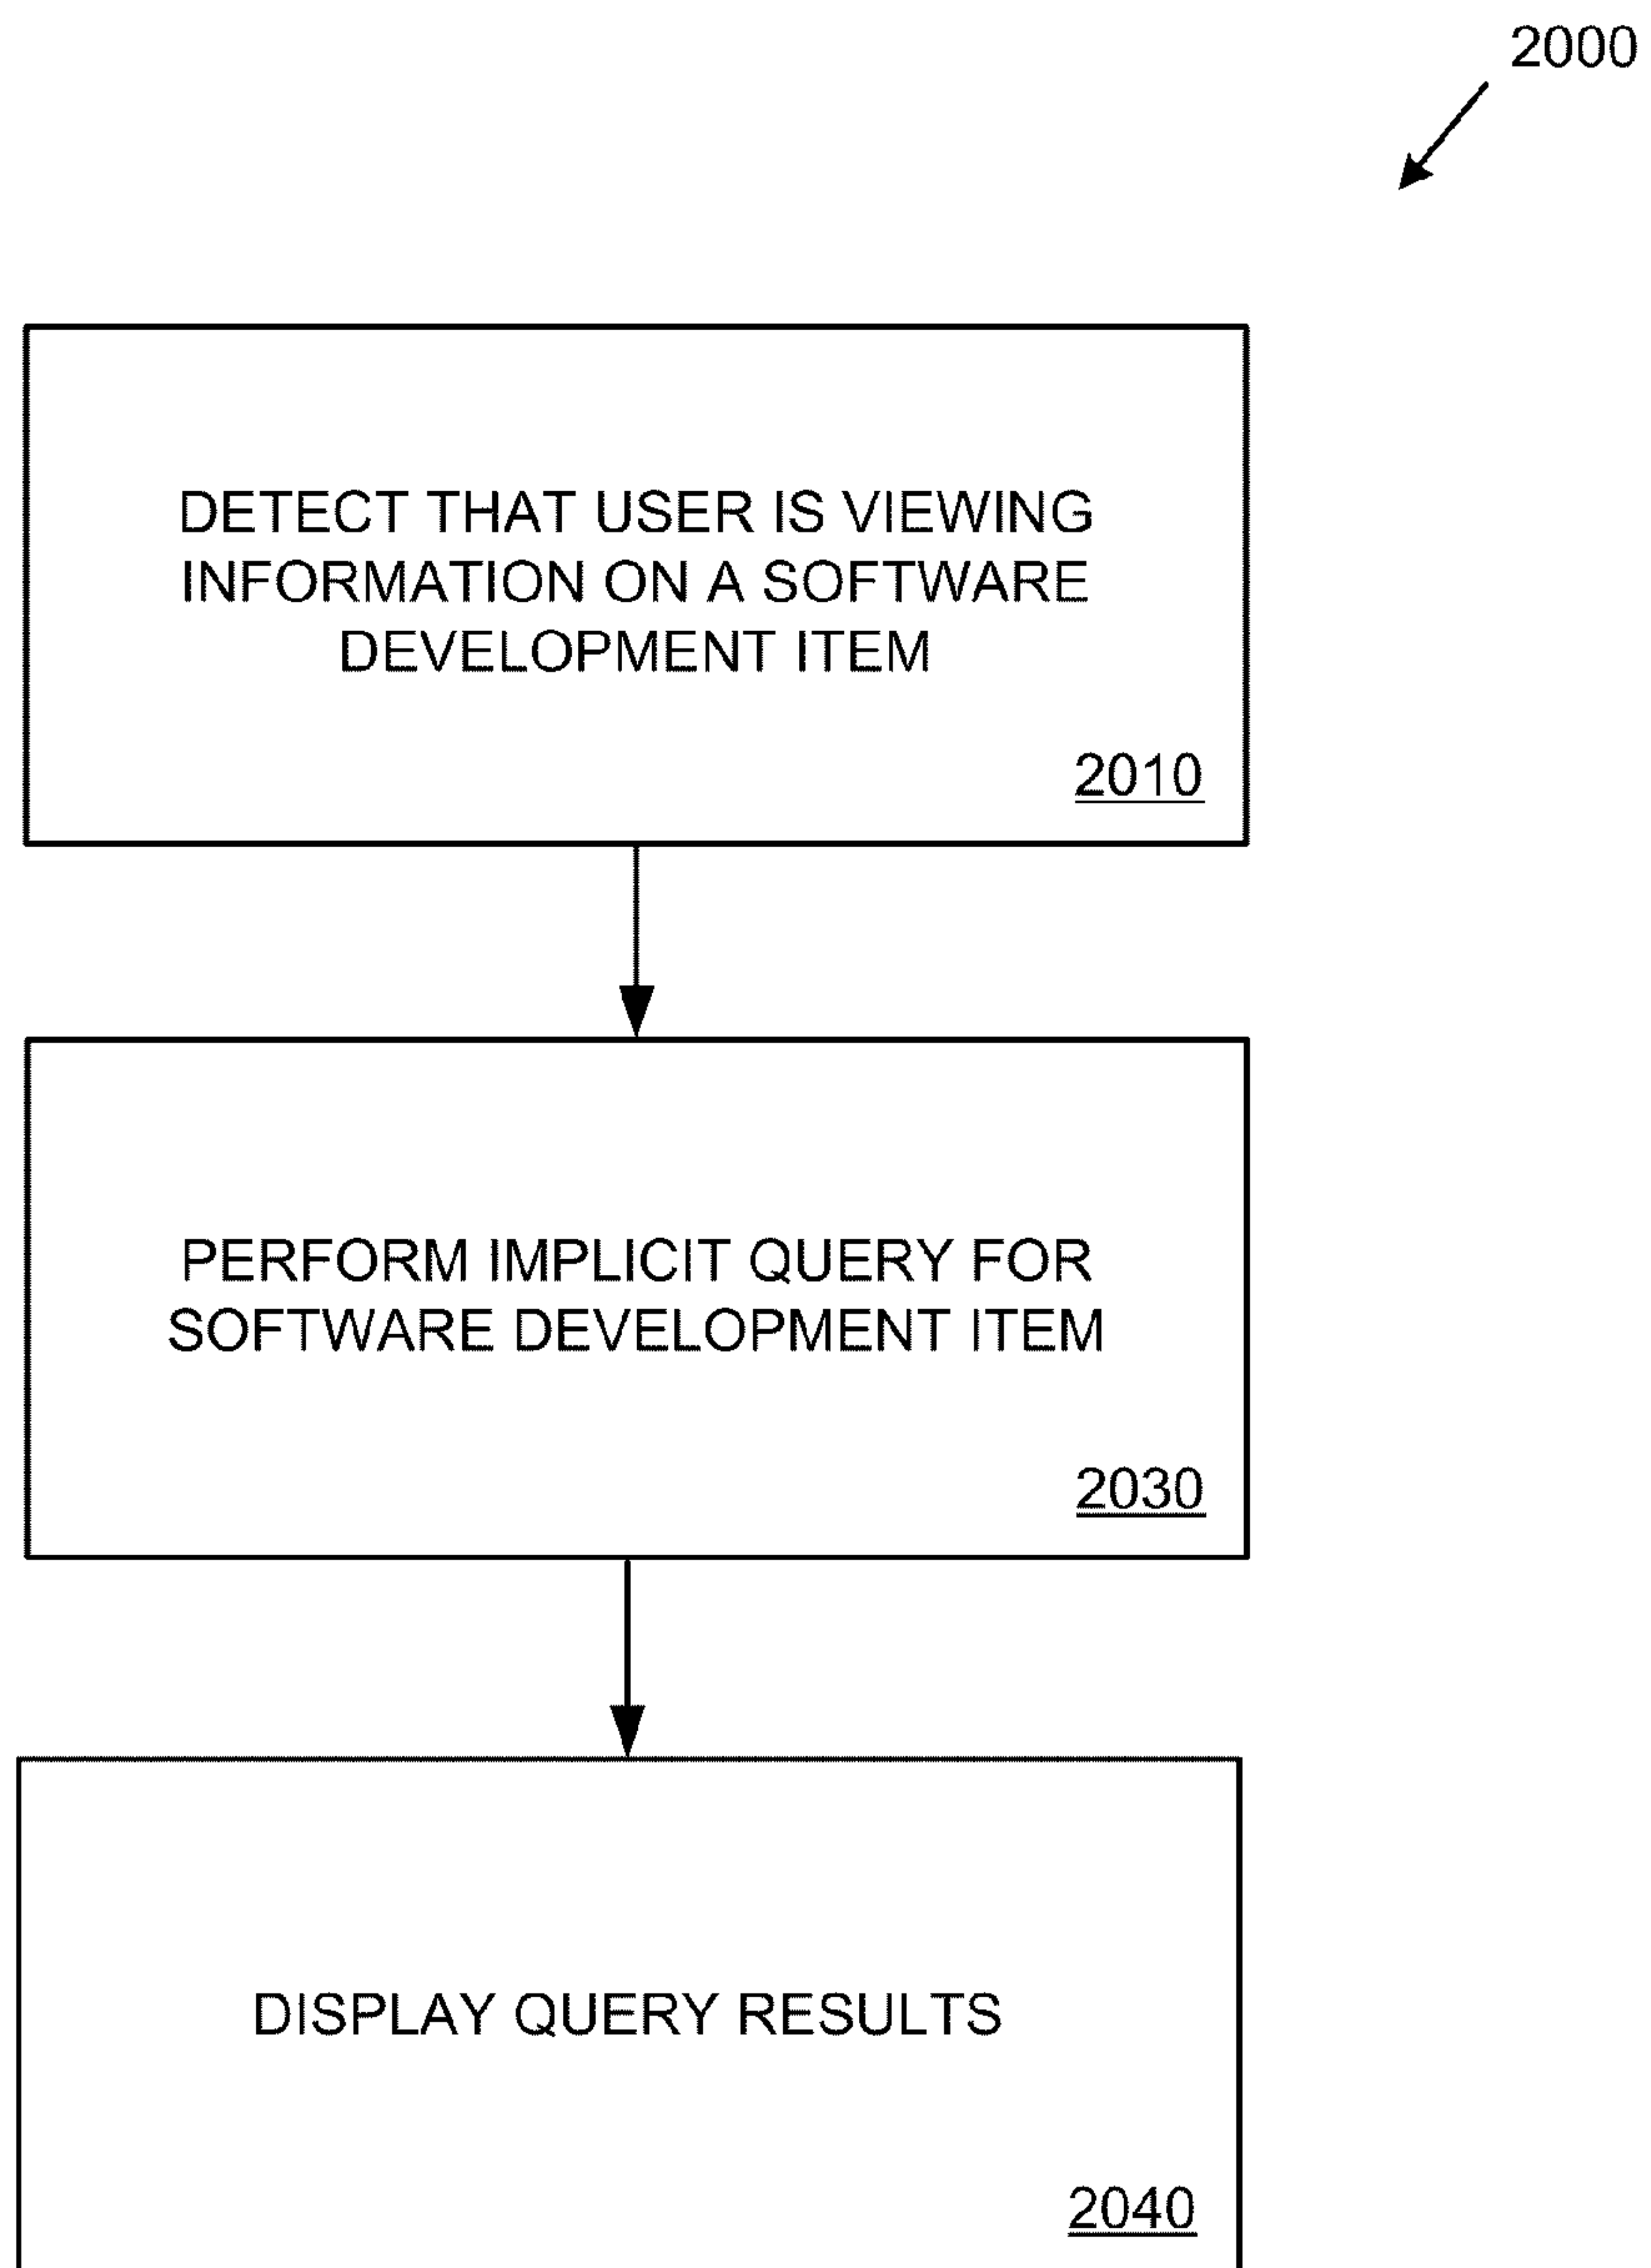 2000
DETECT THAT USER IS VIEWING
INFORMATION ON A SOFTWARE
DEVELOPMENT ITEM
2010
PERFORM IMPLICIT QUERY FOR
SOFTWARE DEVELOPMENT ITEM
2030
DISPLAY QUERY RESULTS
2040